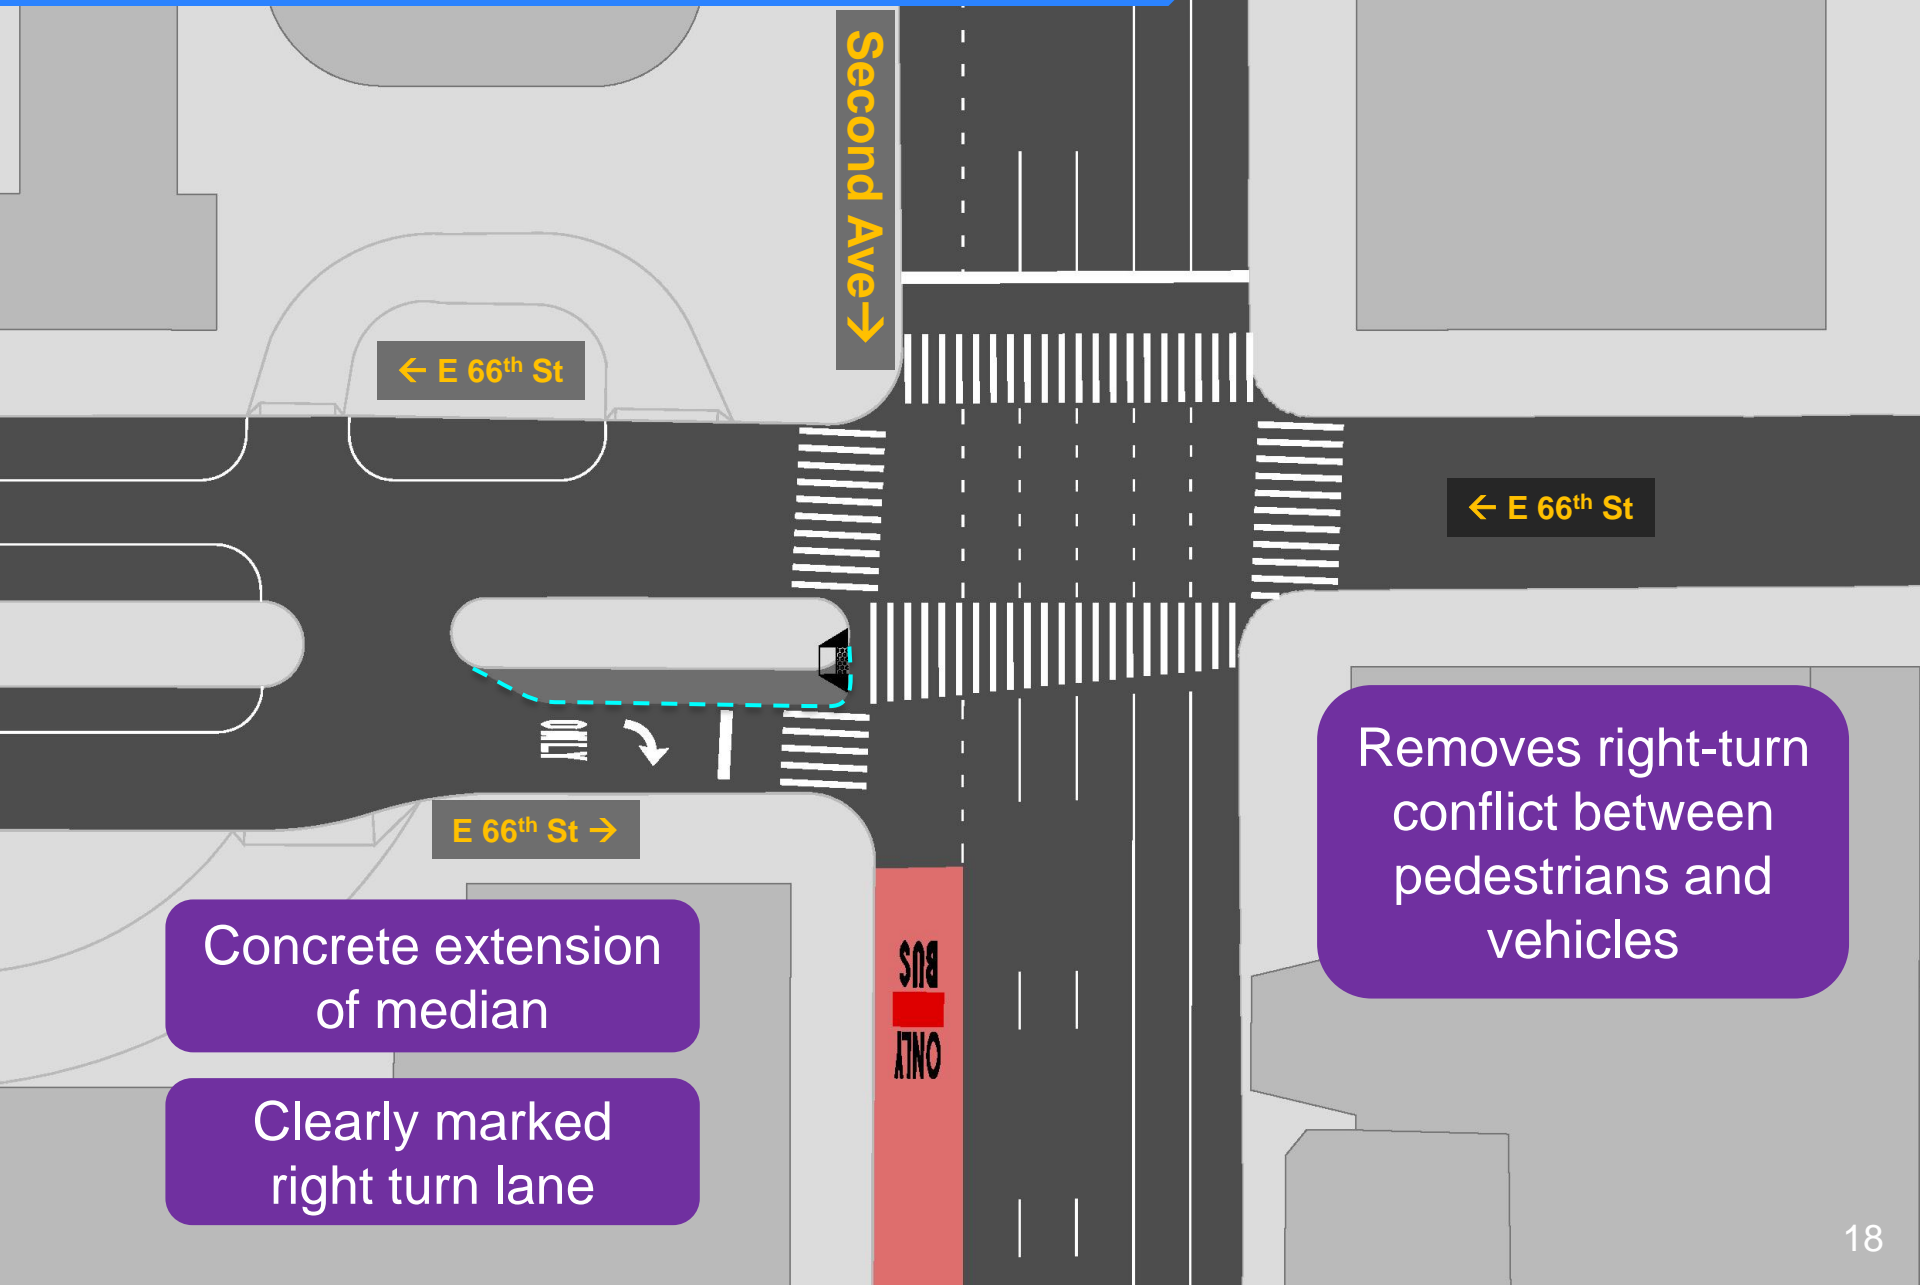 Second Ave→
← E 66th St
← E 66th St
ONLY
E 66th St →
Removes right-turn
conflict between
pedestrians and
vehicles
Concrete extension
of median
Clearly marked
right turn lane
BUS
ONLY
18